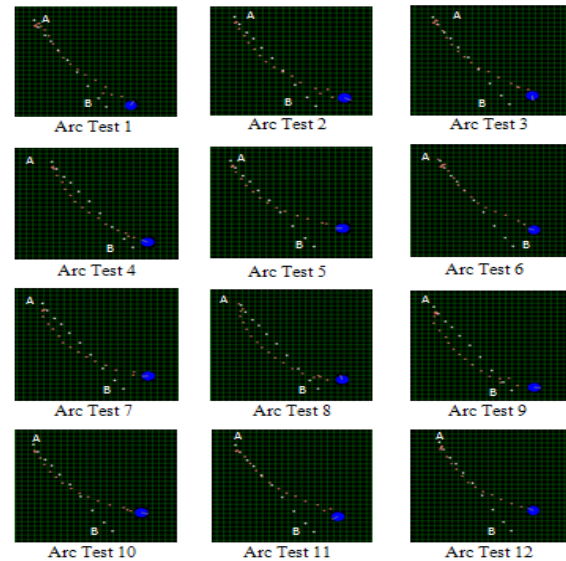 A
B
Arc Test 1
A
B
Arc Test 2
A
B
Arc Test 3
A
B
Arc Test 4
A
B
Arc Test 5
A
B
Arc Test 6
A
B
Arc Test 7
A
B
Arc Test 8
A
B
Arc Test 9
A
B
Arc Test 10
A
B
Arc Test 11
A
B
Arc Test 12